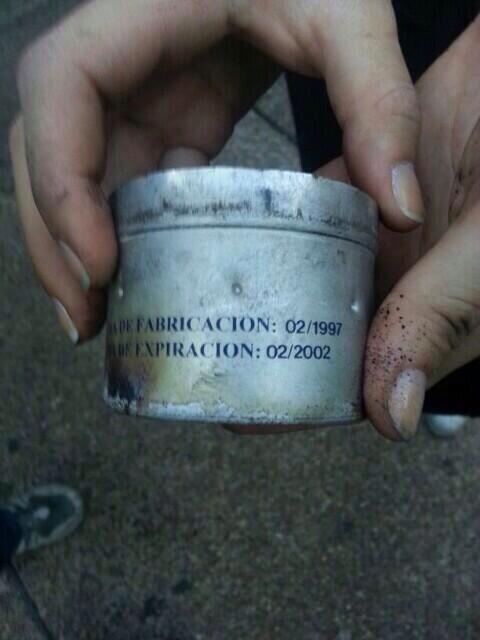 DE FABRICACION: 02/1997
DE EXPIRACION: 02/2002